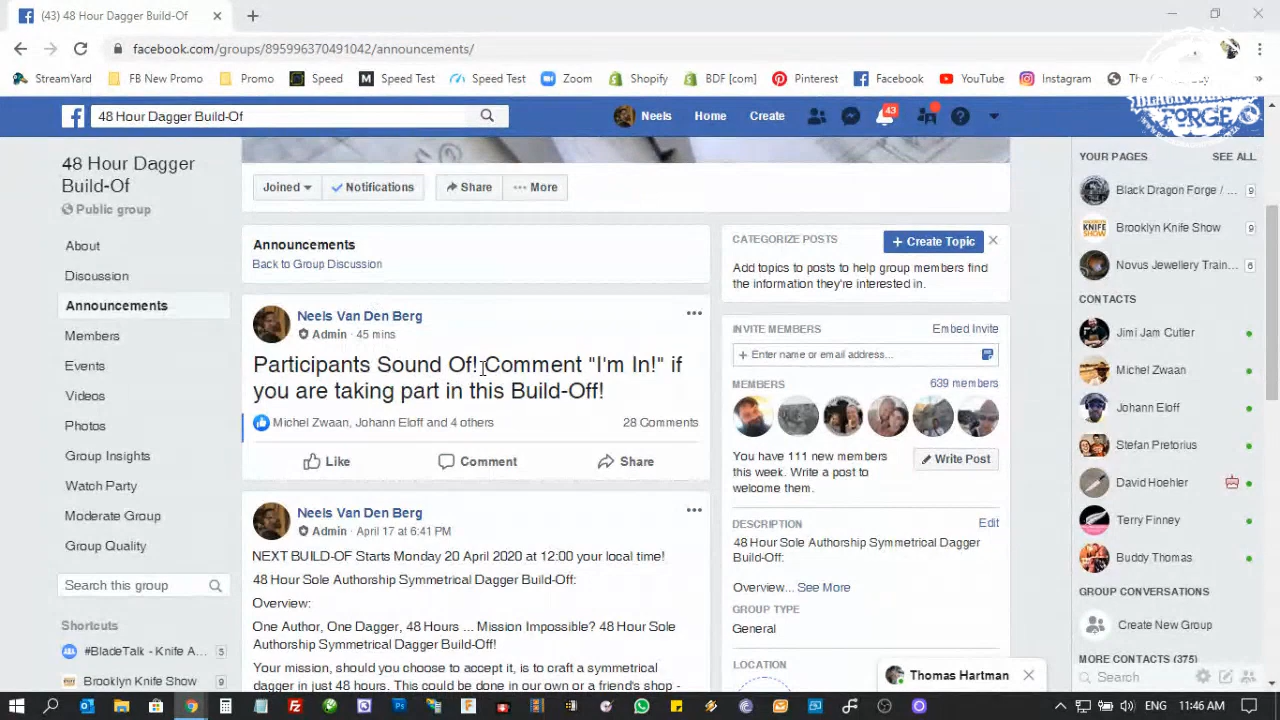 (43) 48 Hour Dagger Build-Of
facebook.com/groups/895996370491042/announcements/
StreamYard FB New Promo Promo Speed Speed Test Speed Test Zoom Shopify BDF [com] Pinterest Facebook YouTube Instagram
BLACK DRAGON
FORGE
48 Hour Dagger Build-Of
Neels Home Create 43
48 Hour Dagger
Build-Of
Public group
About
Discussion
Announcements
Members
Events
Videos
Photos
Group Insights
Watch Party
Moderate Group
Group Quality
Search this group
Shortcuts
#BladeTalk - Knife A... 5
Brooklyn Knife Show 9
Joined Notifications Share More
Announcements
Back to Group Discussion
Neels Van Den Berg
Admin · 45 mins
Participants Sound Of! Comment "I'm In!" if
you are taking part in this Build-Off!
Michel Zwaan, Johann Eloff and 4 others 28 Comments
Like Comment Share
Neels Van Den Berg
Admin · April 17 at 6:41 PM
NEXT BUILD-OF Starts Monday 20 April 2020 at 12:00 your local time!
48 Hour Sole Authorship Symmetrical Dagger Build-Off:
Overview:
One Author, One Dagger, 48 Hours ... Mission Impossible? 48 Hour Sole
Authorship Symmetrical Dagger Build-Off!
Your mission, should you choose to accept it, is to craft a symmetrical
dagger in just 48 hours. This could be done in our own or a friend's shop -
CATEGORIZE POSTS + Create Topic
Add topics to posts to help group members find
the information they're interested in.
INVITE MEMBERS Embed Invite
+ Enter name or email address...
MEMBERS 639 members
You have 111 new members
this week. Write a post to
welcome them.
Write Post
DESCRIPTION Edit
48 Hour Sole Authorship Symmetrical Dagger
Build-Off:
Overview... See More
GROUP TYPE
General
LOCATION
Thomas Hartman
YOUR PAGES SEE ALL
Black Dragon Forge / ... 9
Brooklyn Knife Show 9
Novus Jewellery Train... 6
CONTACTS
Jimi Jam Cutler
Michel Zwaan
Johann Eloff
Stefan Pretorius
David Hoehler
Terry Finney
Buddy Thomas
GROUP CONVERSATIONS
Create New Group
MORE CONTACTS (375)
Search
ENG 11:46 AM